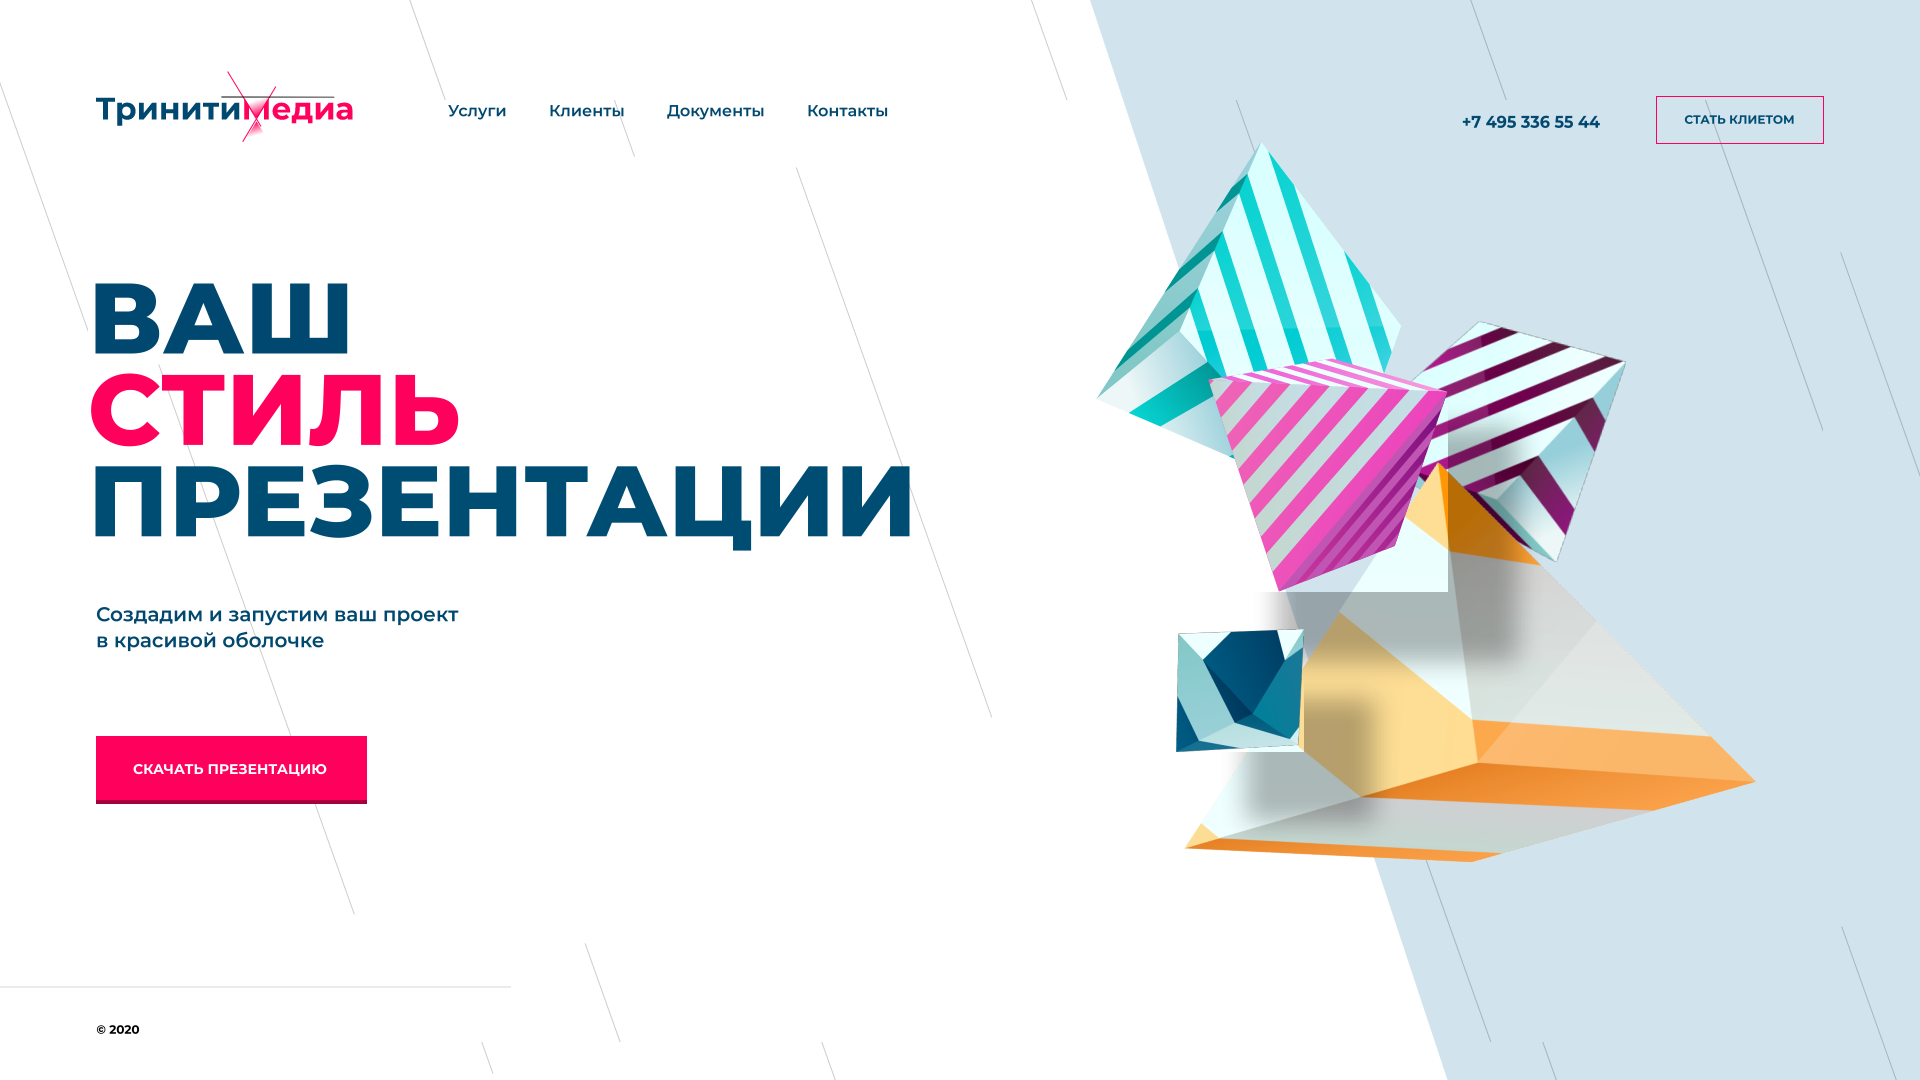 ТринитиМедиа
Услуги
Клиенты
Документы
Контакты
+7 495 336 55 44
СТАТЬ КЛИЕТОМ
ВАШ
СТИЛЬ
ПРЕЗЕНТАЦИИ
Создадим и запустим ваш проект
в красивой оболочке
СКАЧАТЬ ПРЕЗЕНТАЦИЮ
© 2020